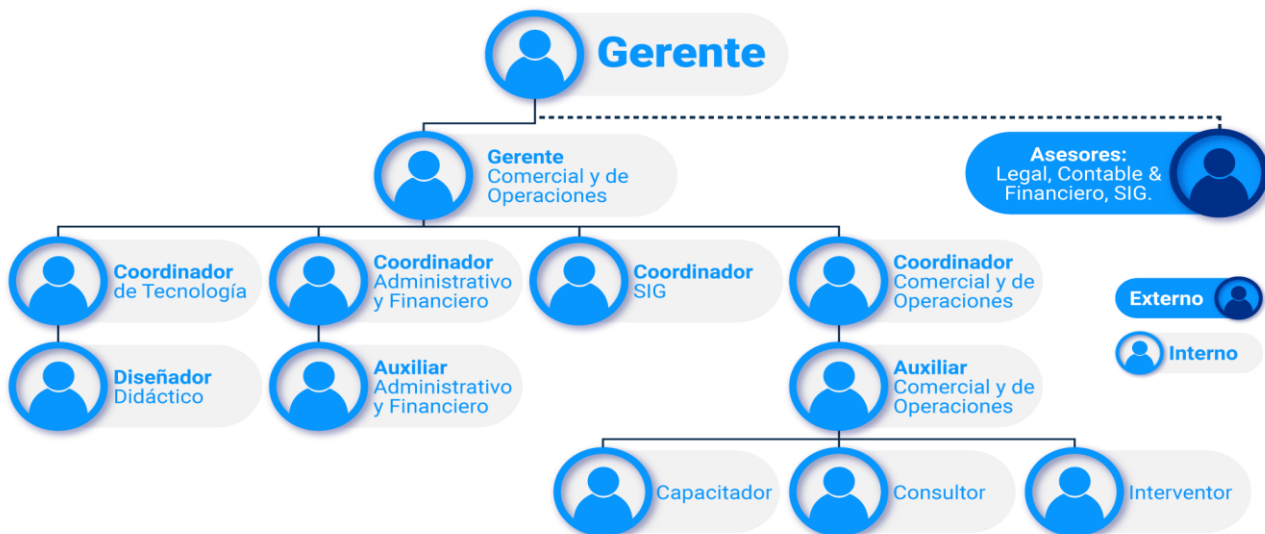 Gerente
Gerente
Comercial y de
Operaciones
Asesores:
Legal, Contable &
Financiero, SIG.
Coordinador
de Tecnología
Coordinador
Administrativo
y Financiero
Coordinador
SIG
Coordinador
Comercial y de
Operaciones
Externo
Interno
Diseñador
Didáctico
Auxiliar
Administrativo
y Financiero
Auxiliar
Comercial y de
Operaciones
Capacitador
Consultor
Interventor